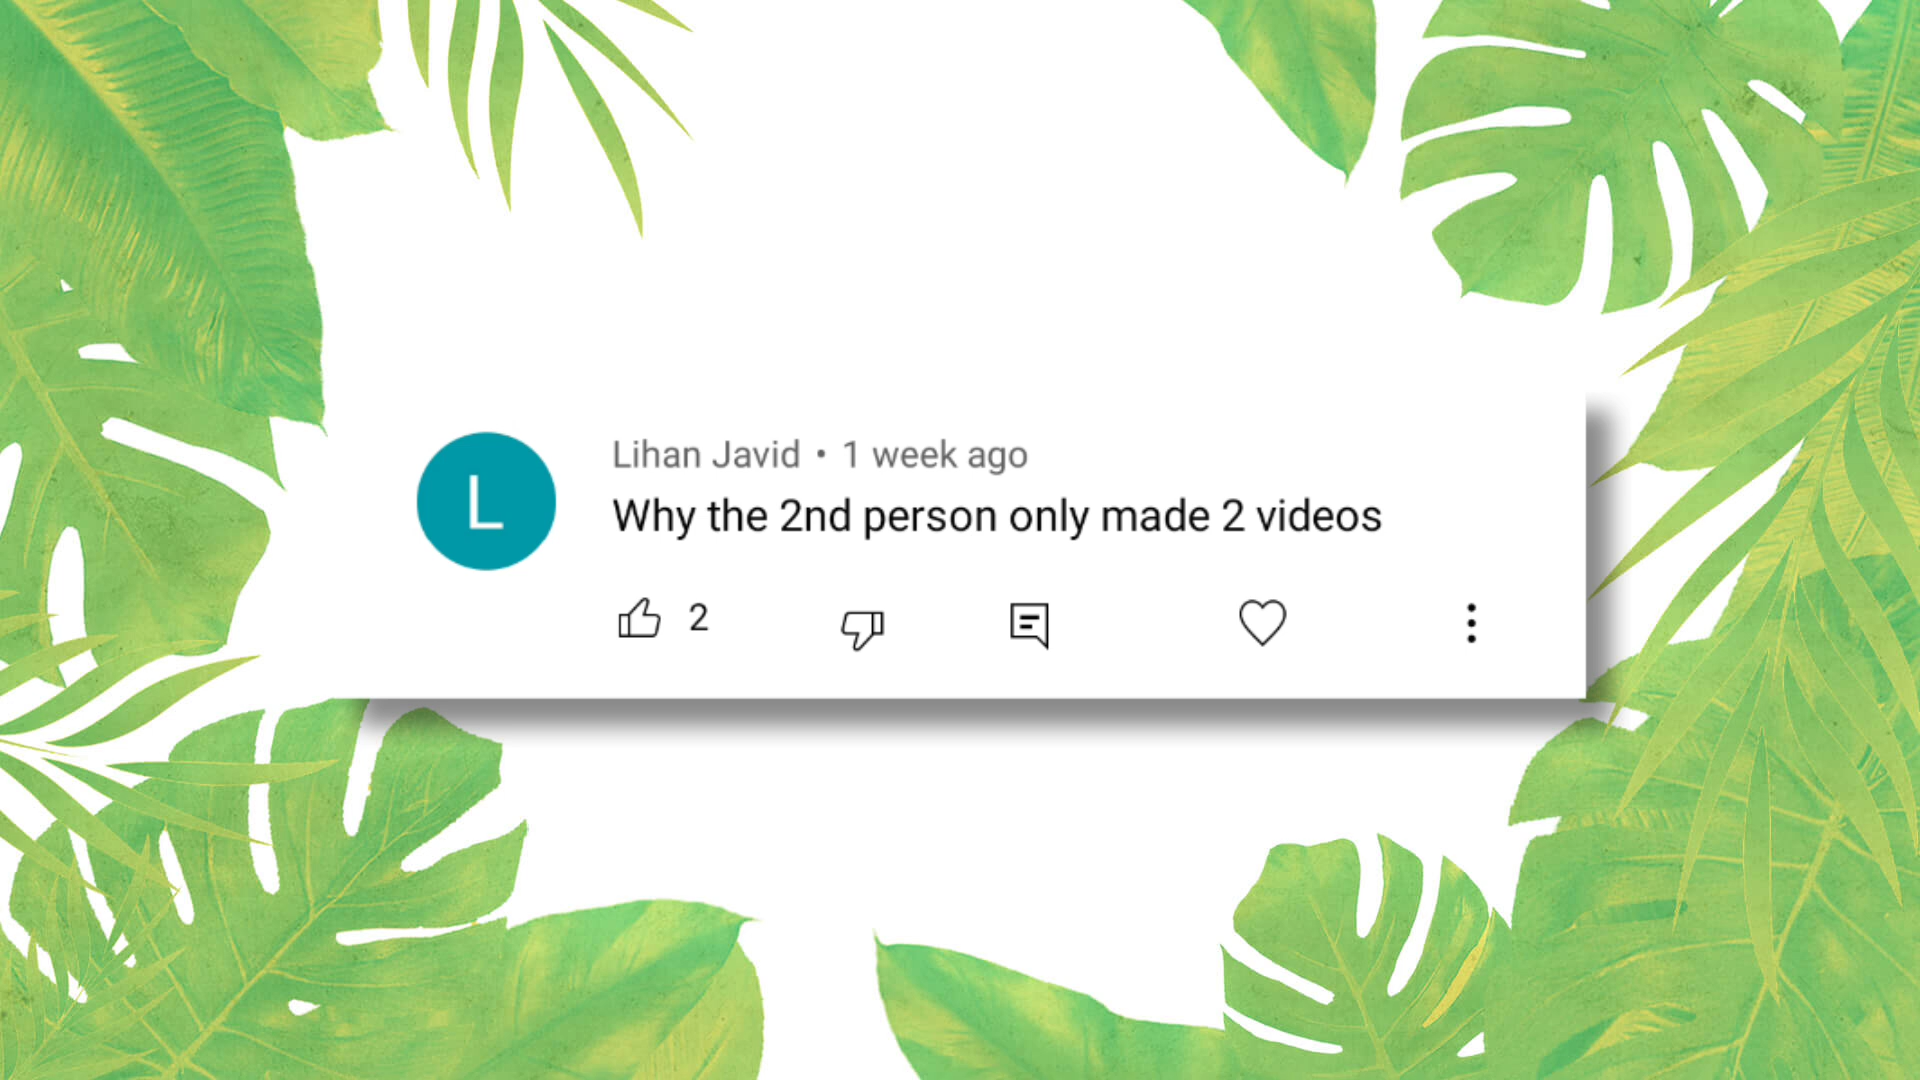 L
Lihan Javid • 1 week ago
Why the 2nd person only made 2 videos
2